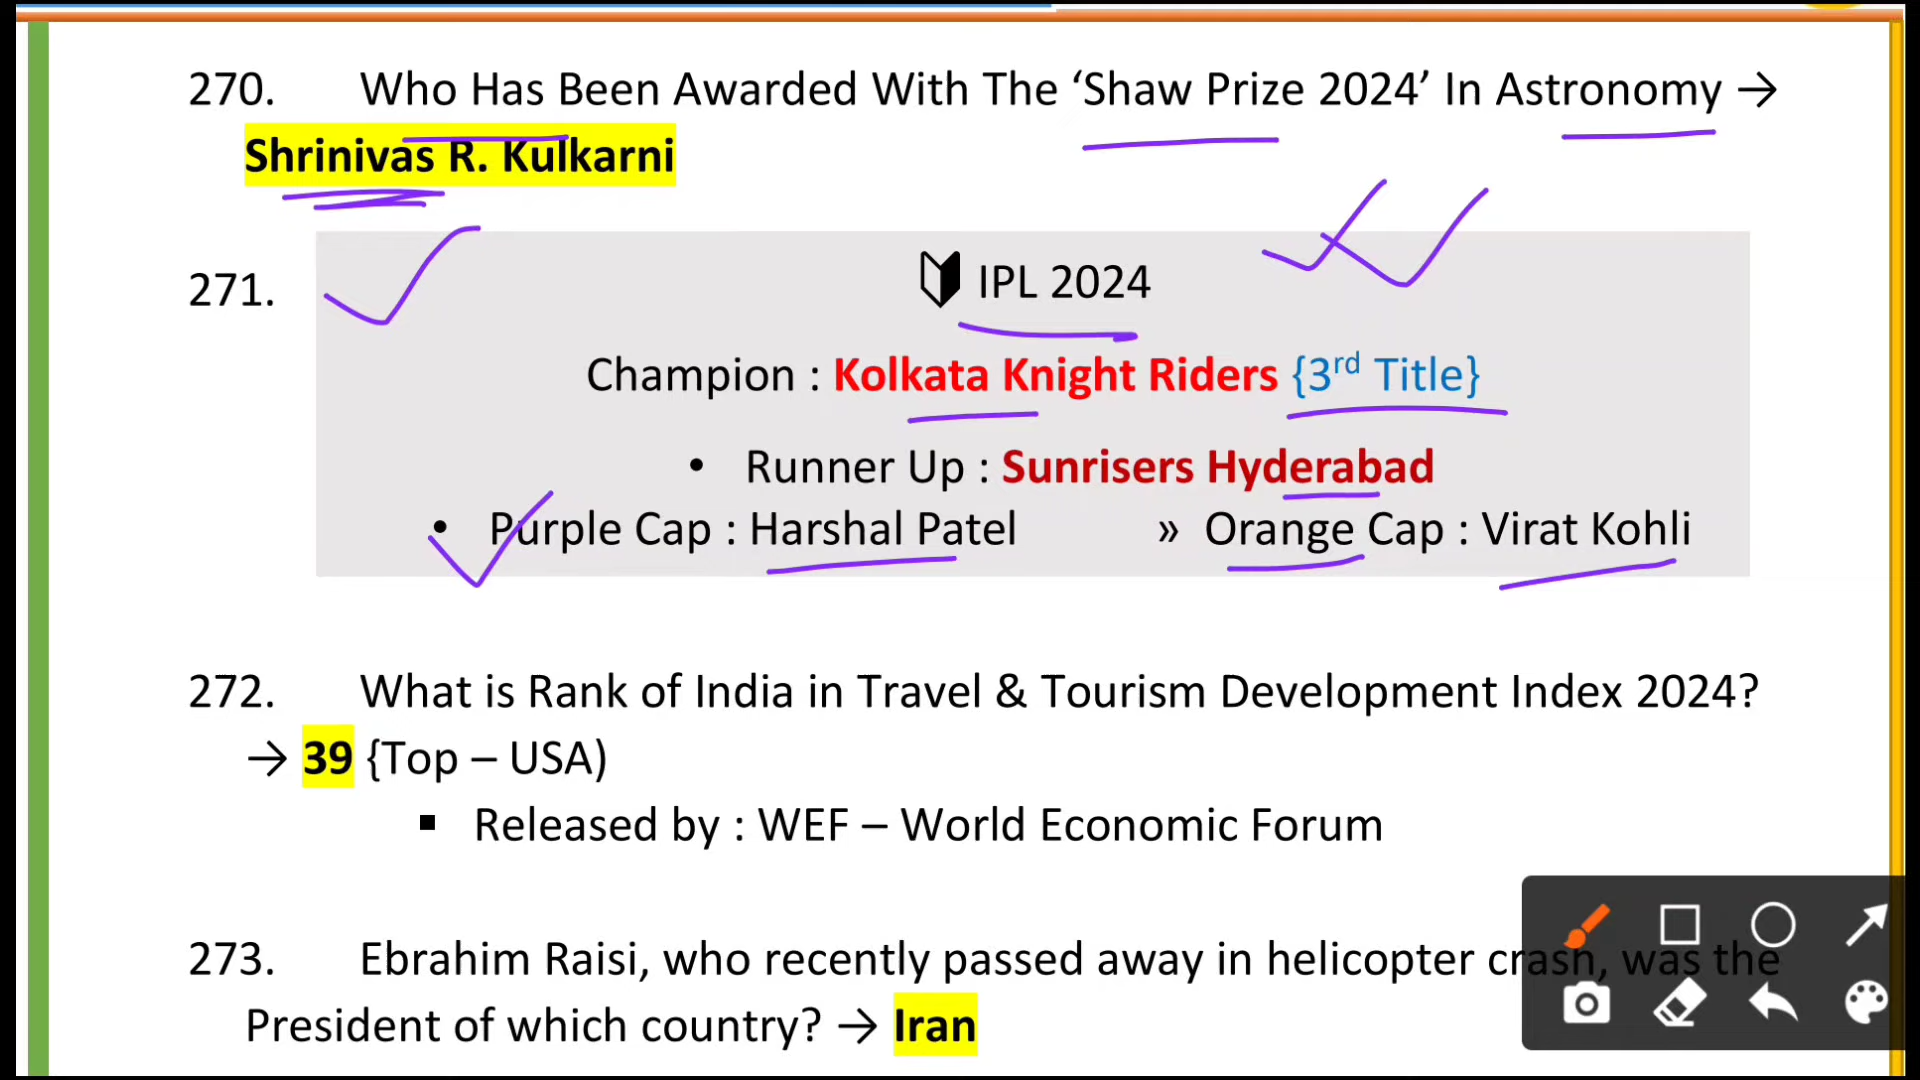 270. Who Has Been Awarded With The ‘Shaw Prize 2024’ In Astronomy →
Shrinivas R. Kulkarni
271.
IPL 2024
Champion : Kolkata Knight Riders {3rd Title}
• Runner Up : Sunrisers Hyderabad
• Purple Cap : Harshal Patel » Orange Cap : Virat Kohli
272. What is Rank of India in Travel & Tourism Development Index 2024?
→ 39 {Top – USA)
▪ Released by : WEF – World Economic Forum
273. Ebrahim Raisi, who recently passed away in helicopter crash, was the
President of which country? → Iran